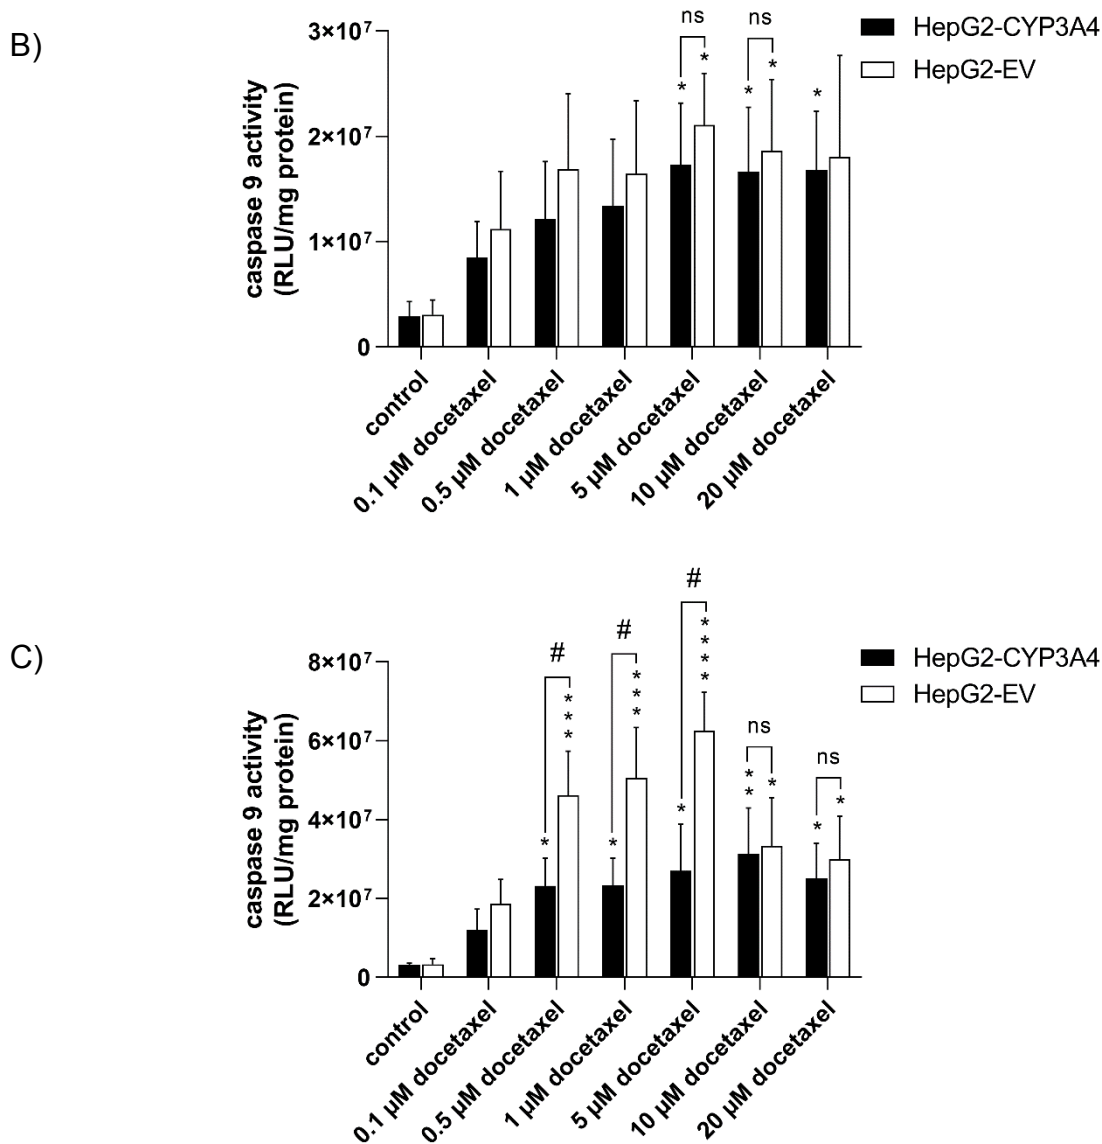 B)
HepG2-CYP3A4
HepG2-EV
caspase 9 activity
(RLU/mg protein)
3×10⁷
2×10⁷
1×10⁷
0
ns
ns
* * * * *
control
0.1 µM docetaxel
0.5 µM docetaxel
1 µM docetaxel
5 µM docetaxel
10 µM docetaxel
20 µM docetaxel
C)
HepG2-CYP3A4
HepG2-EV
caspase 9 activity
(RLU/mg protein)
8×10⁷
6×10⁷
4×10⁷
2×10⁷
0
#
#
#
ns
ns
* *** * *** * **** ** * * *
control
0.1 µM docetaxel
0.5 µM docetaxel
1 µM docetaxel
5 µM docetaxel
10 µM docetaxel
20 µM docetaxel